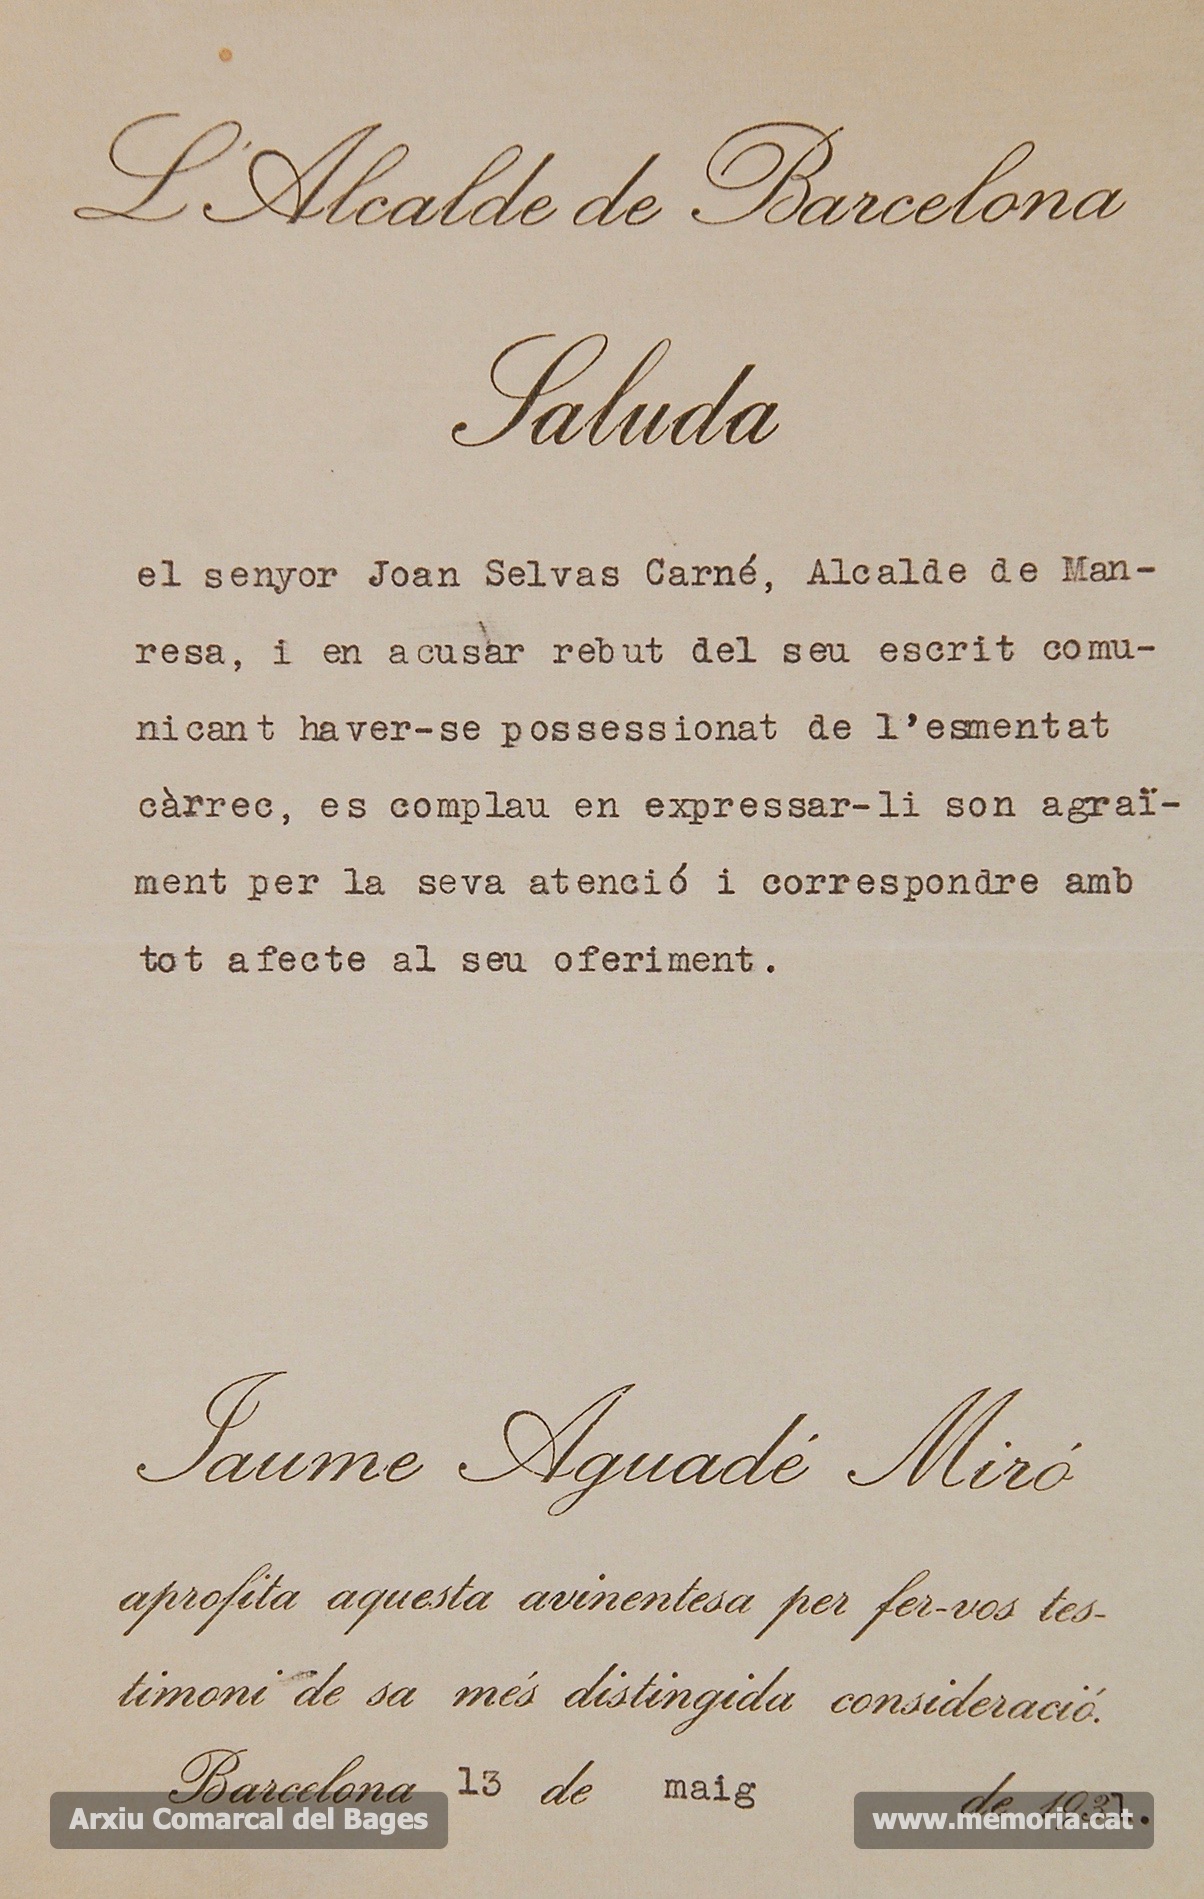 L'Alcalde de Barcelona
Saluda
el senyor Joan Selvas Carné, Alcalde de Man-
resa, i en acusar rebut del seu escrit comu-
nicant haver-se possessionat de l'esmentat
càrrec, es complau en expressar-li son agraï-
ment per la seva atenció i correspondre amb
tot afecte al seu oferiment.
Jaume Aguadé Miró
aprofita aquesta avinentesa per fer-vos tes-
timoni de sa més distingida consideració.
Barcelona 13 de maig de 1931.
Arxiu Comarcal del Bages
www.memoria.cat